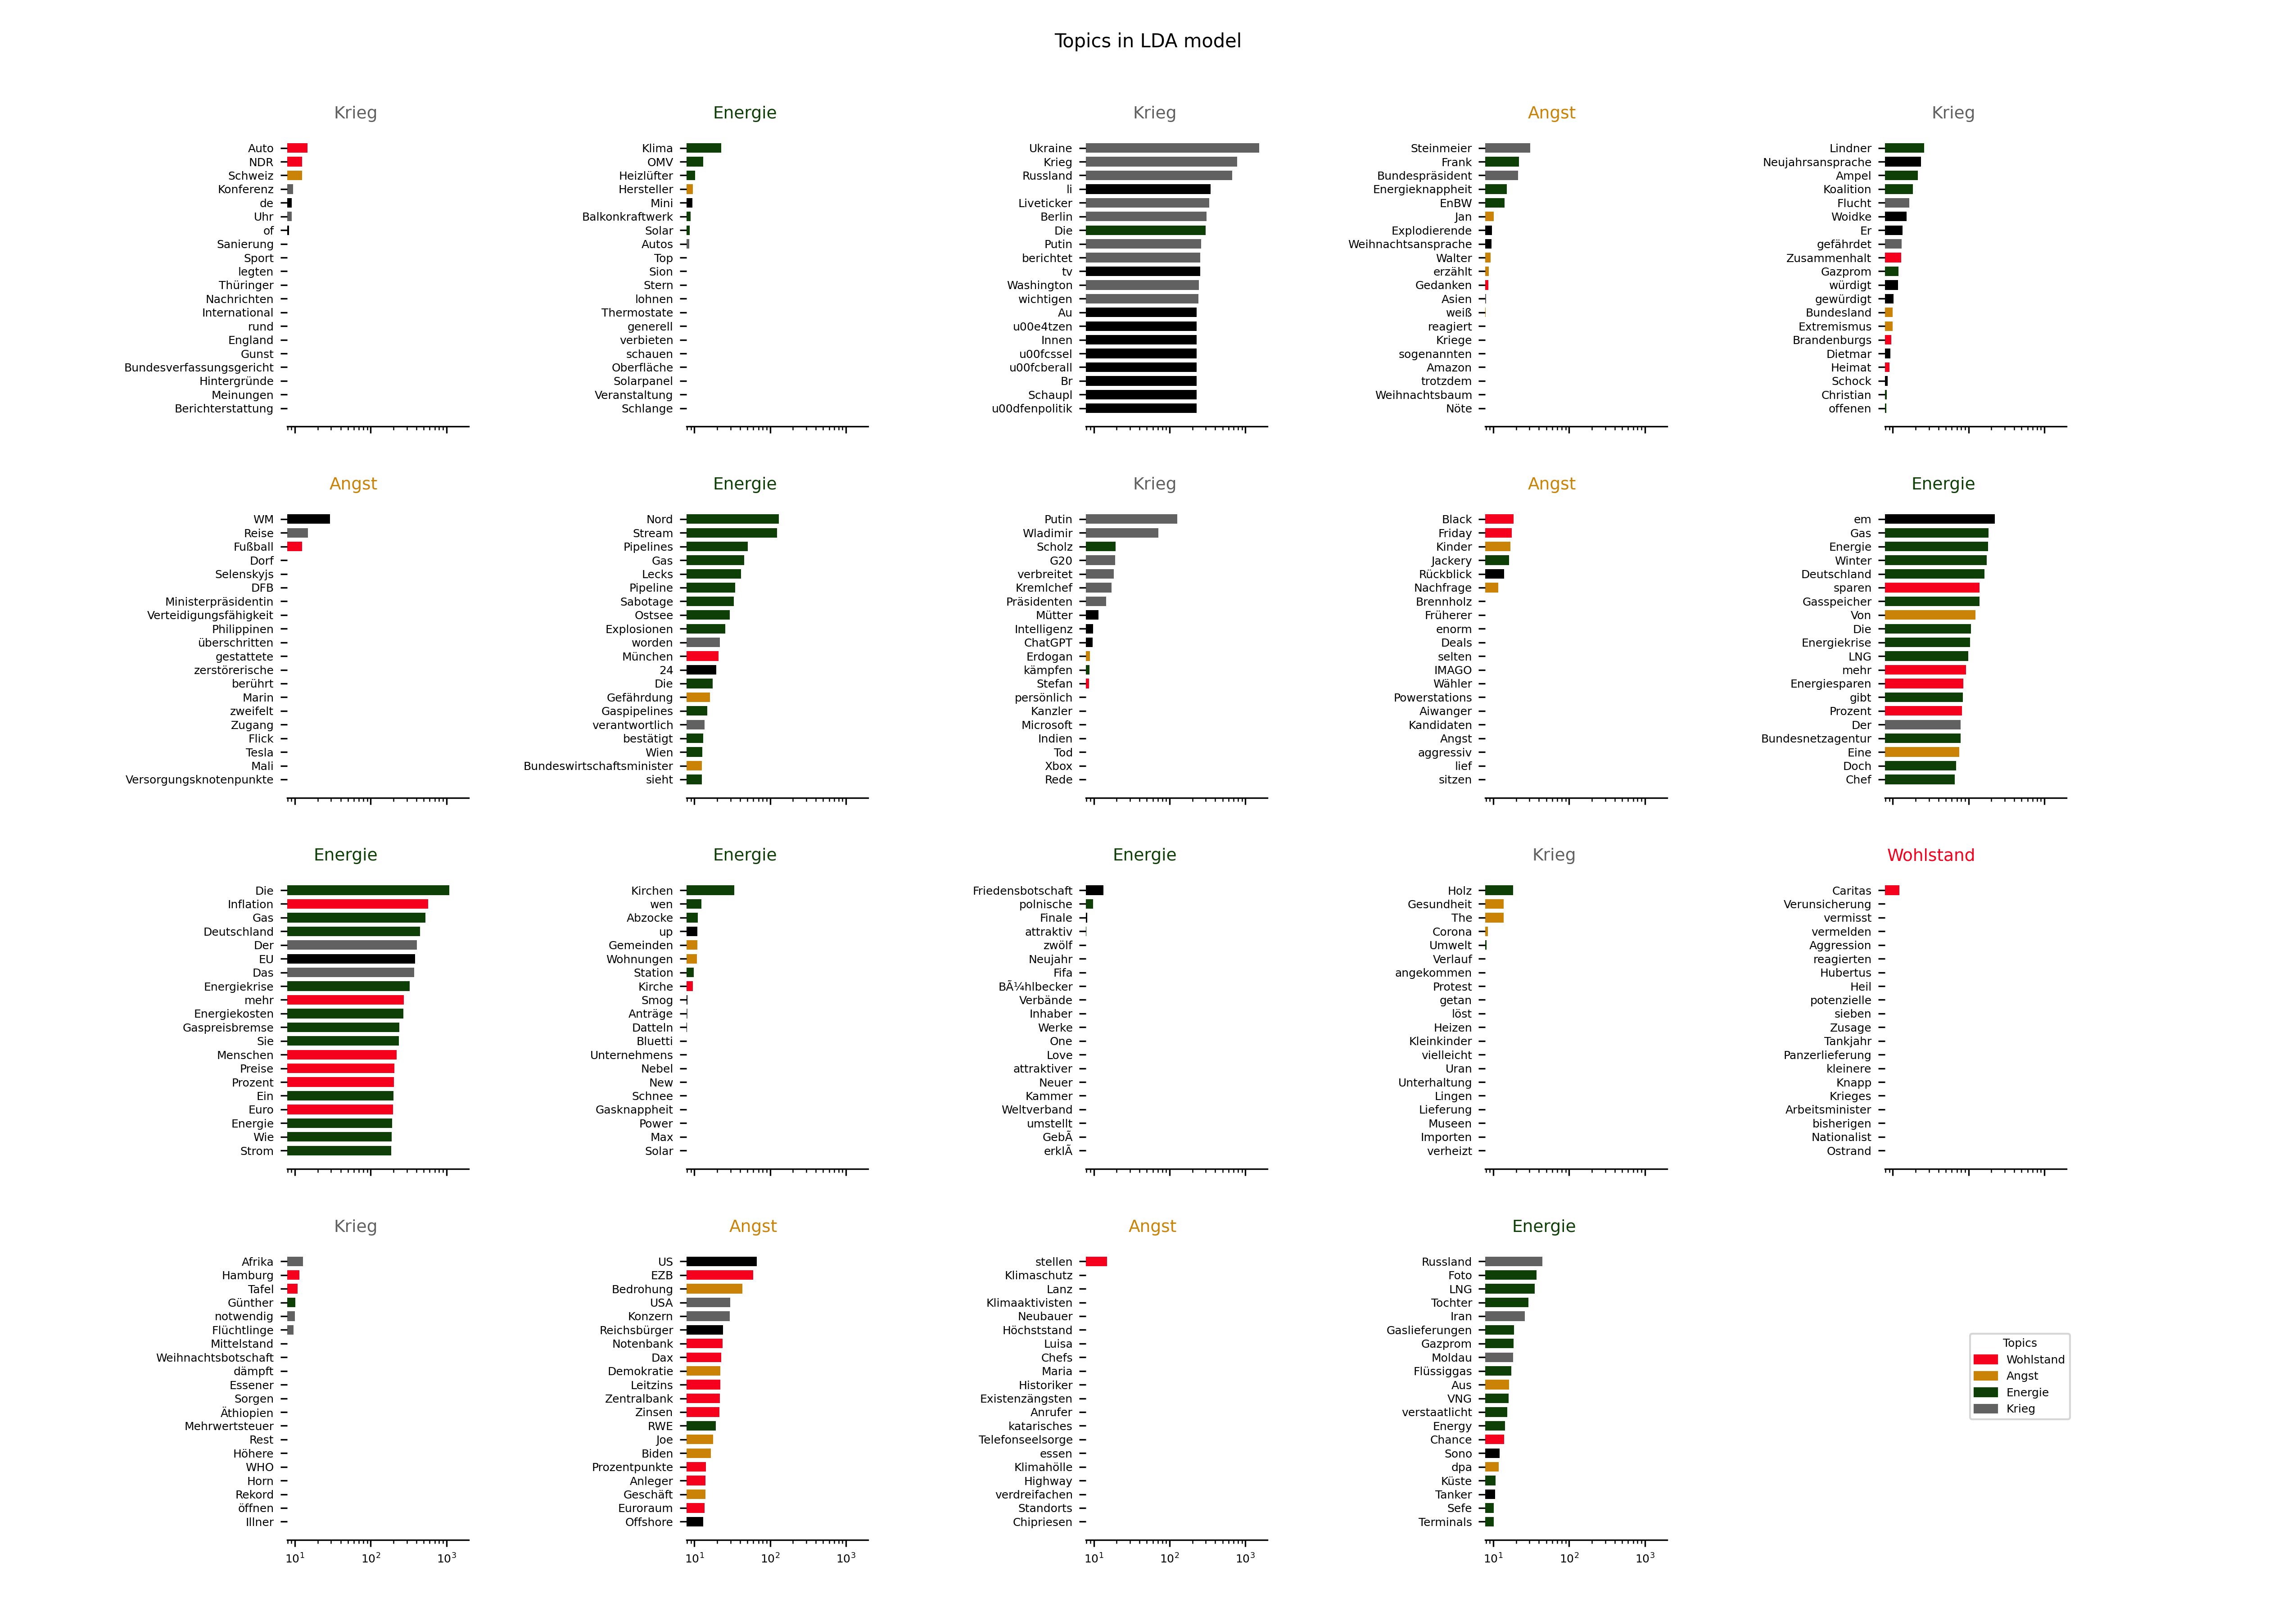 Topics in LDA model
Krieg
Auto
NDR
Schweiz
Konferenz
de
Uhr
of
Sanierung
Sport
legten
Thüringer
Nachrichten
International
rund
England
Gunst
Bundesverfassungsgericht
Hintergründe
Meinungen
Berichterstattung
Energie
Klima
OMV
Heizlüfter
Hersteller
Mini
Balkonkraftwerk
Solar
Autos
Top
Sion
Stern
lohnen
Thermostate
generell
verbieten
schauen
Oberfläche
Solarpanel
Veranstaltung
Schlange
Krieg
Ukraine
Krieg
Russland
li
Liveticker
Berlin
Die
Putin
berichtet
tv
Washington
wichtigen
Au
u00e4tzen
Innen
u00fcssel
u00fcberall
Br
Schaupl
u00dfenpolitik
Angst
Steinmeier
Frank
Bundespräsident
Energieknappheit
EnBW
Jan
Explodierende
Weihnachtsansprache
Walter
erzählt
Gedanken
Asien
weiß
reagiert
Kriege
sogenannten
Amazon
trotzdem
Weihnachtsbaum
Nöte
Krieg
Lindner
Neujahrsansprache
Ampel
Koalition
Flucht
Woidke
Er
gefährdet
Zusammenhalt
Gazprom
würdigt
gewürdigt
Bundesland
Extremismus
Brandenburgs
Dietmar
Heimat
Schock
Christian
offenen
Angst
WM
Reise
Fußball
Dorf
Selenskyjs
DFB
Ministerpräsidentin
Verteidigungsfähigkeit
Philippinen
überschritten
gestattete
zerstörerische
berührt
Marin
zweifelt
Zugang
Flick
Tesla
Mali
Versorgungsknotenpunkte
Energie
Nord
Stream
Pipelines
Gas
Lecks
Pipeline
Sabotage
Ostsee
Explosionen
worden
München
24
Die
Gefährdung
Gaspipelines
verantwortlich
bestätigt
Wien
Bundeswirtschaftsminister
sieht
Krieg
Putin
Wladimir
Scholz
G20
verbreitet
Kremlchef
Präsidenten
Mütter
Intelligenz
ChatGPT
Erdogan
kämpfen
Stefan
persönlich
Kanzler
Microsoft
Indien
Tod
Xbox
Rede
Angst
Black
Friday
Kinder
Jackery
Rückblick
Nachfrage
Brennholz
Früherer
enorm
Deals
selten
IMAGO
Wähler
Powerstations
Aiwanger
Kandidaten
Angst
aggressiv
lief
sitzen
Energie
em
Gas
Energie
Winter
Deutschland
sparen
Gasspeicher
Von
Die
Energiekrise
LNG
mehr
Energiesparen
gibt
Prozent
Der
Bundesnetzagentur
Eine
Doch
Chef
Energie
Die
Inflation
Gas
Deutschland
Der
EU
Das
Energiekrise
mehr
Energiekosten
Gaspreisbremse
Sie
Menschen
Preise
Prozent
Ein
Euro
Energie
Wie
Strom
Energie
Kirchen
wen
Abzocke
up
Gemeinden
Wohnungen
Station
Kirche
Smog
Anträge
Datteln
Bluetti
Unternehmens
Nebel
New
Schnee
Gasknappheit
Power
Max
Solar
Energie
Friedensbotschaft
polnische
Finale
attraktiv
zwölf
Neujahr
Fifa
BÃ¼hlbecker
Verbände
Inhaber
Werke
One
Love
attraktiver
Neuer
Kammer
Weltverband
umstellt
GebÃ
erklÃ
Krieg
Holz
Gesundheit
The
Corona
Umwelt
Verlauf
angekommen
Protest
getan
löst
Heizen
Kleinkinder
vielleicht
Uran
Unterhaltung
Lingen
Lieferung
Museen
Importen
verheizt
Wohlstand
Caritas
Verunsicherung
vermisst
vermelden
Aggression
reagierten
Hubertus
Heil
potenzielle
sieben
Zusage
Tankjahr
Panzerlieferung
kleinere
Knapp
Krieges
Arbeitsminister
bisherigen
Nationalist
Ostrand
Krieg
Afrika
Hamburg
Tafel
Günther
notwendig
Flüchtlinge
Mittelstand
Weihnachtsbotschaft
dämpft
Essener
Sorgen
Äthiopien
Mehrwertsteuer
Rest
Höhere
WHO
Horn
Rekord
öffnen
Illner
10¹ 10² 10³
Angst
US
EZB
Bedrohung
USA
Konzern
Reichsbürger
Notenbank
Dax
Demokratie
Leitzins
Zentralbank
Zinsen
RWE
Joe
Biden
Prozentpunkte
Anleger
Geschäft
Euroraum
Offshore
10¹ 10² 10³
Angst
stellen
Klimaschutz
Lanz
Klimaaktivisten
Neubauer
Höchststand
Luisa
Chefs
Maria
Historiker
Existenzängsten
Anrufer
katarisches
Telefonseelsorge
essen
Klimahölle
Highway
verdreifachen
Standorts
Chipriesen
10¹ 10² 10³
Energie
Russland
Foto
LNG
Tochter
Iran
Gaslieferungen
Gazprom
Moldau
Flüssiggas
Aus
VNG
verstaatlicht
Energy
Chance
Sono
dpa
Küste
Tanker
Sefe
Terminals
10¹ 10² 10³
Topics
Wohlstand
Angst
Energie
Krieg